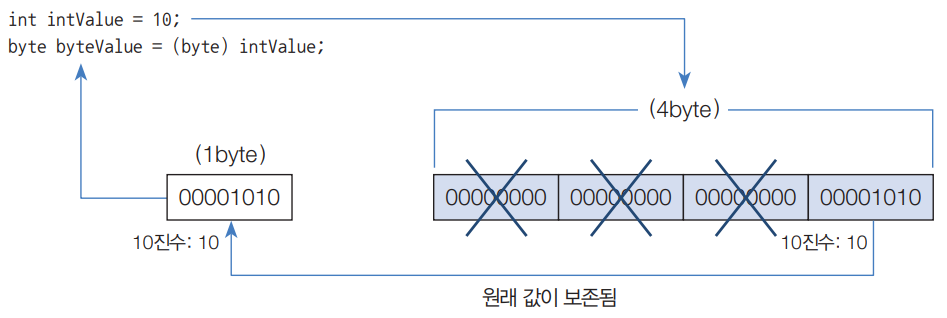 int intValue = 10;
byte byteValue = (byte) intValue;
(4byte)
(1byte)
00001010
00000000 00000000 00000000 00001010
10진수: 10
10진수: 10
원래 값이 보존됨